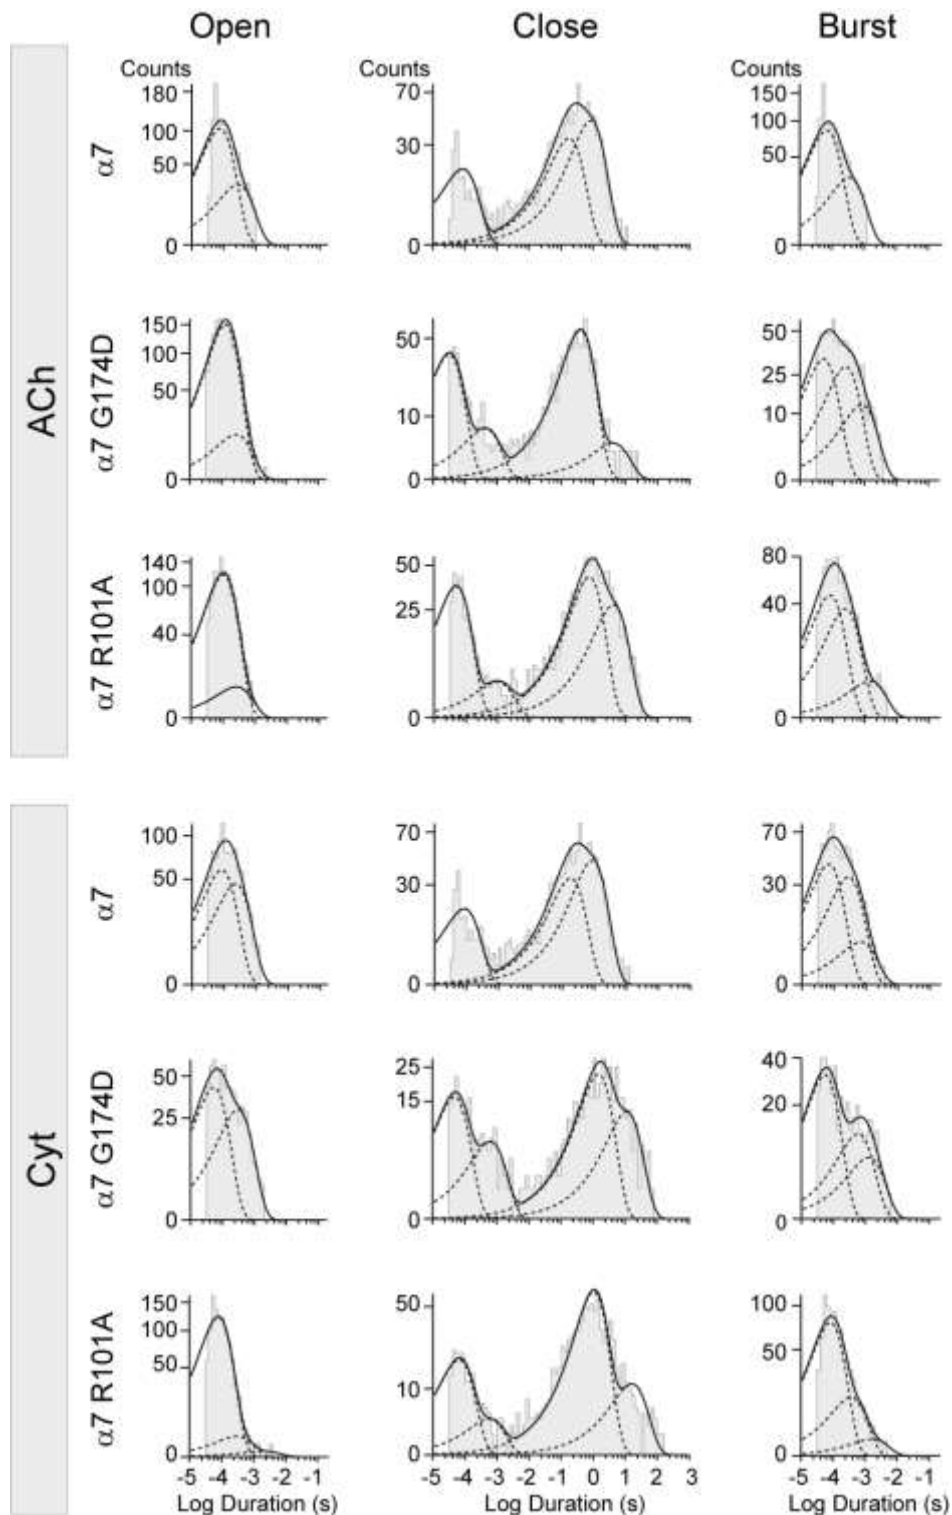 Open Close Burst
Counts Counts Counts
ACh
α7
180 100 50 0
70 30 0
150 100 50 0
α7 G174D
150 100 50 0
50 10 0
50 25 10 0
α7 R101A
140 100 40 0
50 25 0
80 40 0
Cyt
α7
100 50 0
70 30 0
70 30 0
α7 G174D
50 25 0
25 15 0
40 20 0
α7 R101A
150 100 50 0
50 10 0
100 50 0
-5 -4 -3 -2 -1
-5 -4 -3 -2 -1 0 1 2 3
-5 -4 -3 -2 -1
Log Duration (s) Log Duration (s) Log Duration (s)